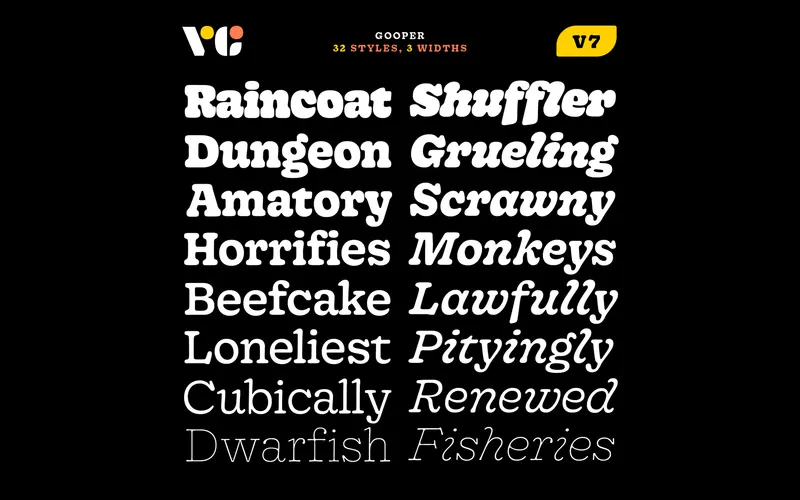 VG
GOOPER
32 STYLES, 3 WIDTHS
V7
Raincoat Shuffler
Dungeon Grueling
Amatory Scrawny
Horrifies Monkeys
Beefcake Lawfully
Loneliest Pityingly
Cubically Renewed
Dwarfish Fisheries